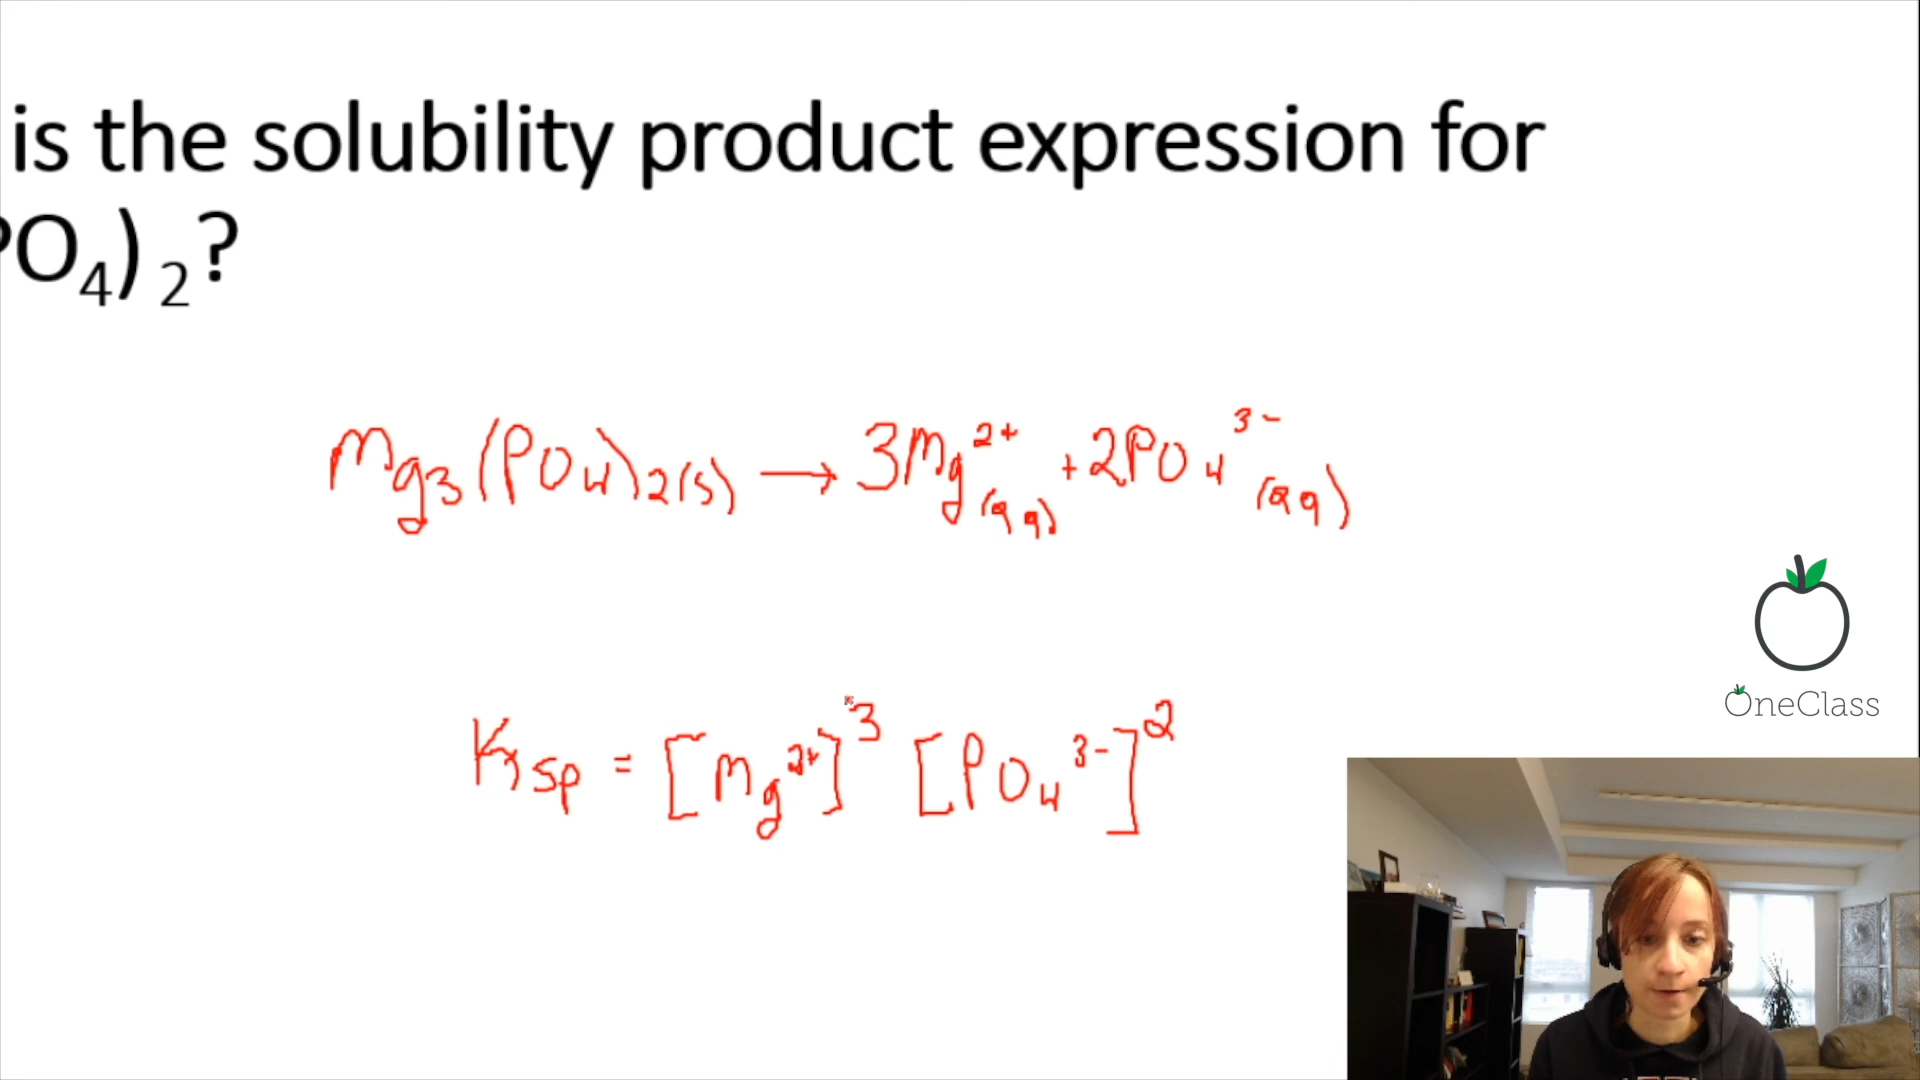 is the solubility product expression for
PO₄)₂?
Mg₃(PO₄)₂(s) → 3Mg²⁺(aq) + 2PO₄³⁻(aq)
OneClass
Ksp = [Mg²⁺]³ [PO₄³⁻]²